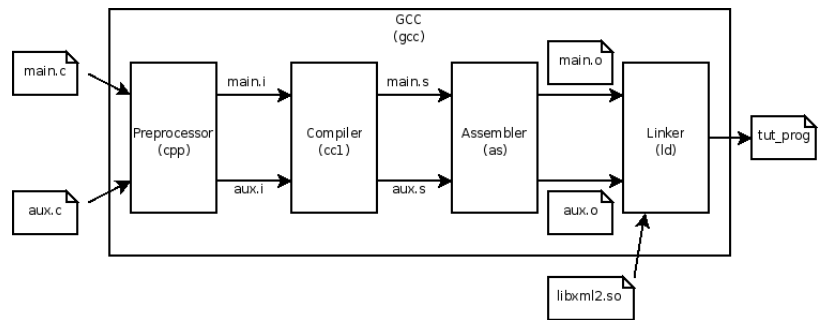 GCC
(gcc)
main.c
main.i
main.s
main.o
Preprocessor
(cpp)
Compiler
(cc1)
Assembler
(as)
Linker
(ld)
tut_prog
aux.c
aux.i
aux.s
aux.o
libxml2.so